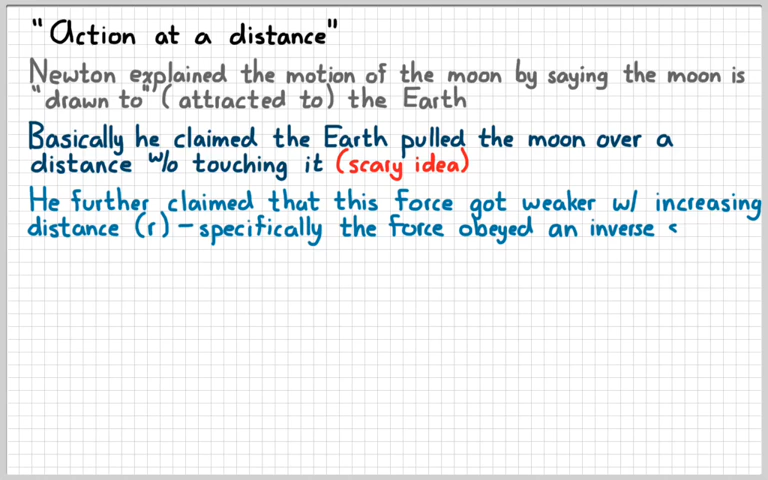 "Action at a distance"
Newton explained the motion of the moon by saying the moon is
"drawn to" (attracted to) the Earth
Basically he claimed the Earth pulled the moon over a
distance w/o touching it (scary idea)
He further claimed that this force got weaker w/ increasing
distance (r) – specifically the force obeyed an inverse